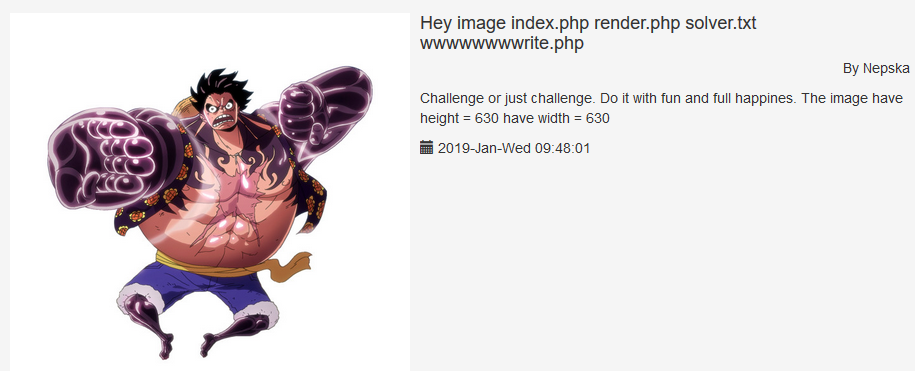 Hey image index.php render.php solver.txt
wwwwwwwwrite.php
By Nepska
Challenge or just challenge. Do it with fun and full happines. The image have
height = 630 have width = 630
2019-Jan-Wed 09:48:01